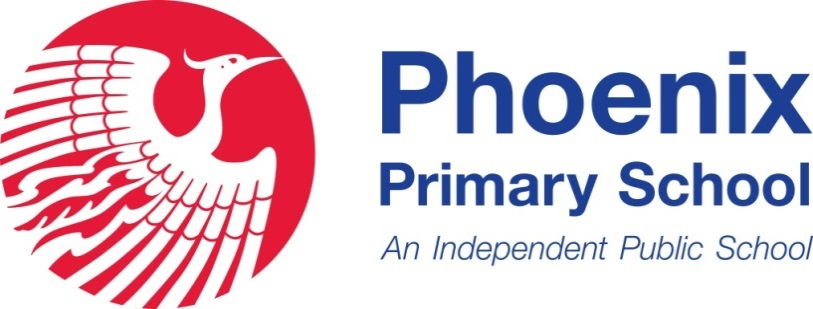 Phoenix
Primary School
An Independent Public School